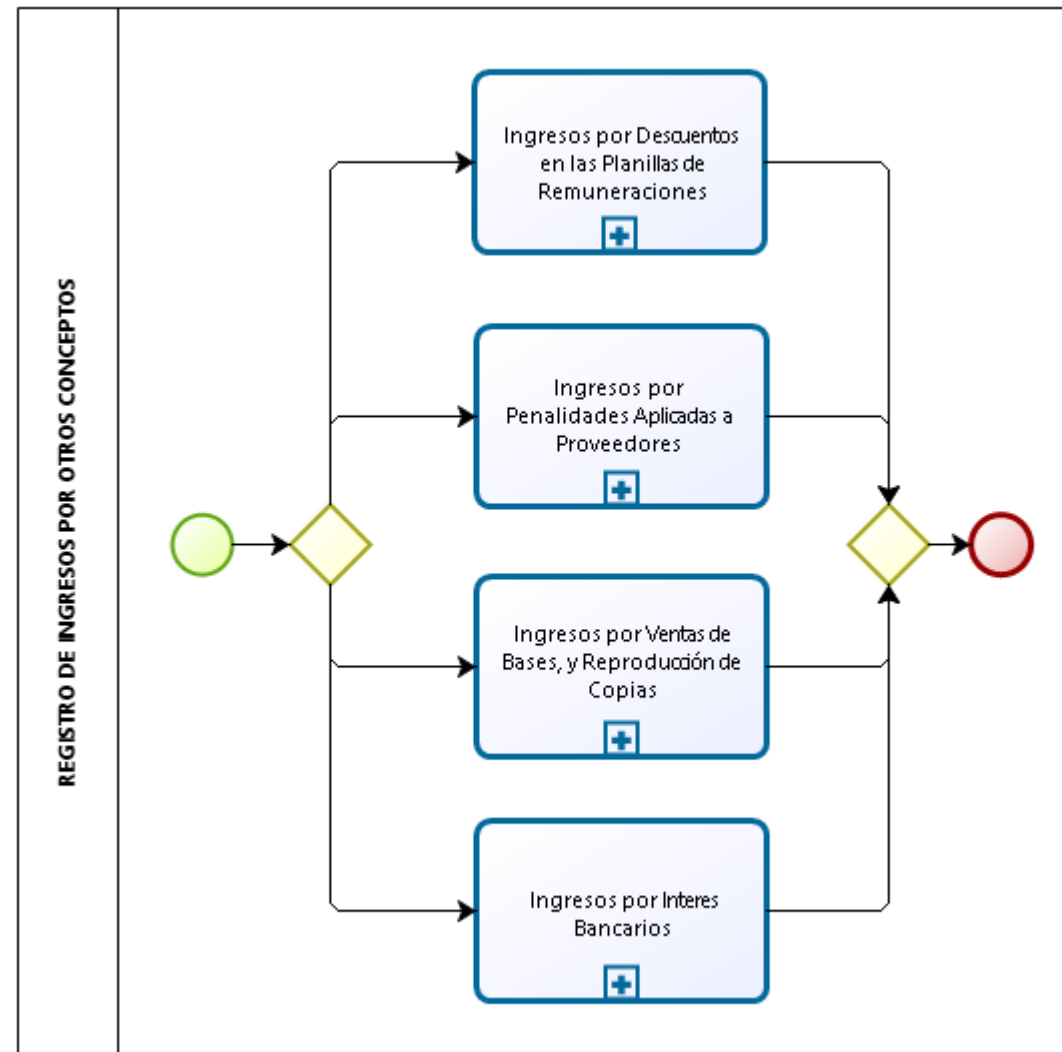 REGISTRO DE INGRESOS POR OTROS CONCEPTOS
Ingresos por Descuentos
en las Planillas de
Remuneraciones
Ingresos por
Penalidades Aplicadas a
Proveedores
Ingresos por Ventas de
Bases, y Reproducción de
Copias
Ingresos por Interes
Bancarios